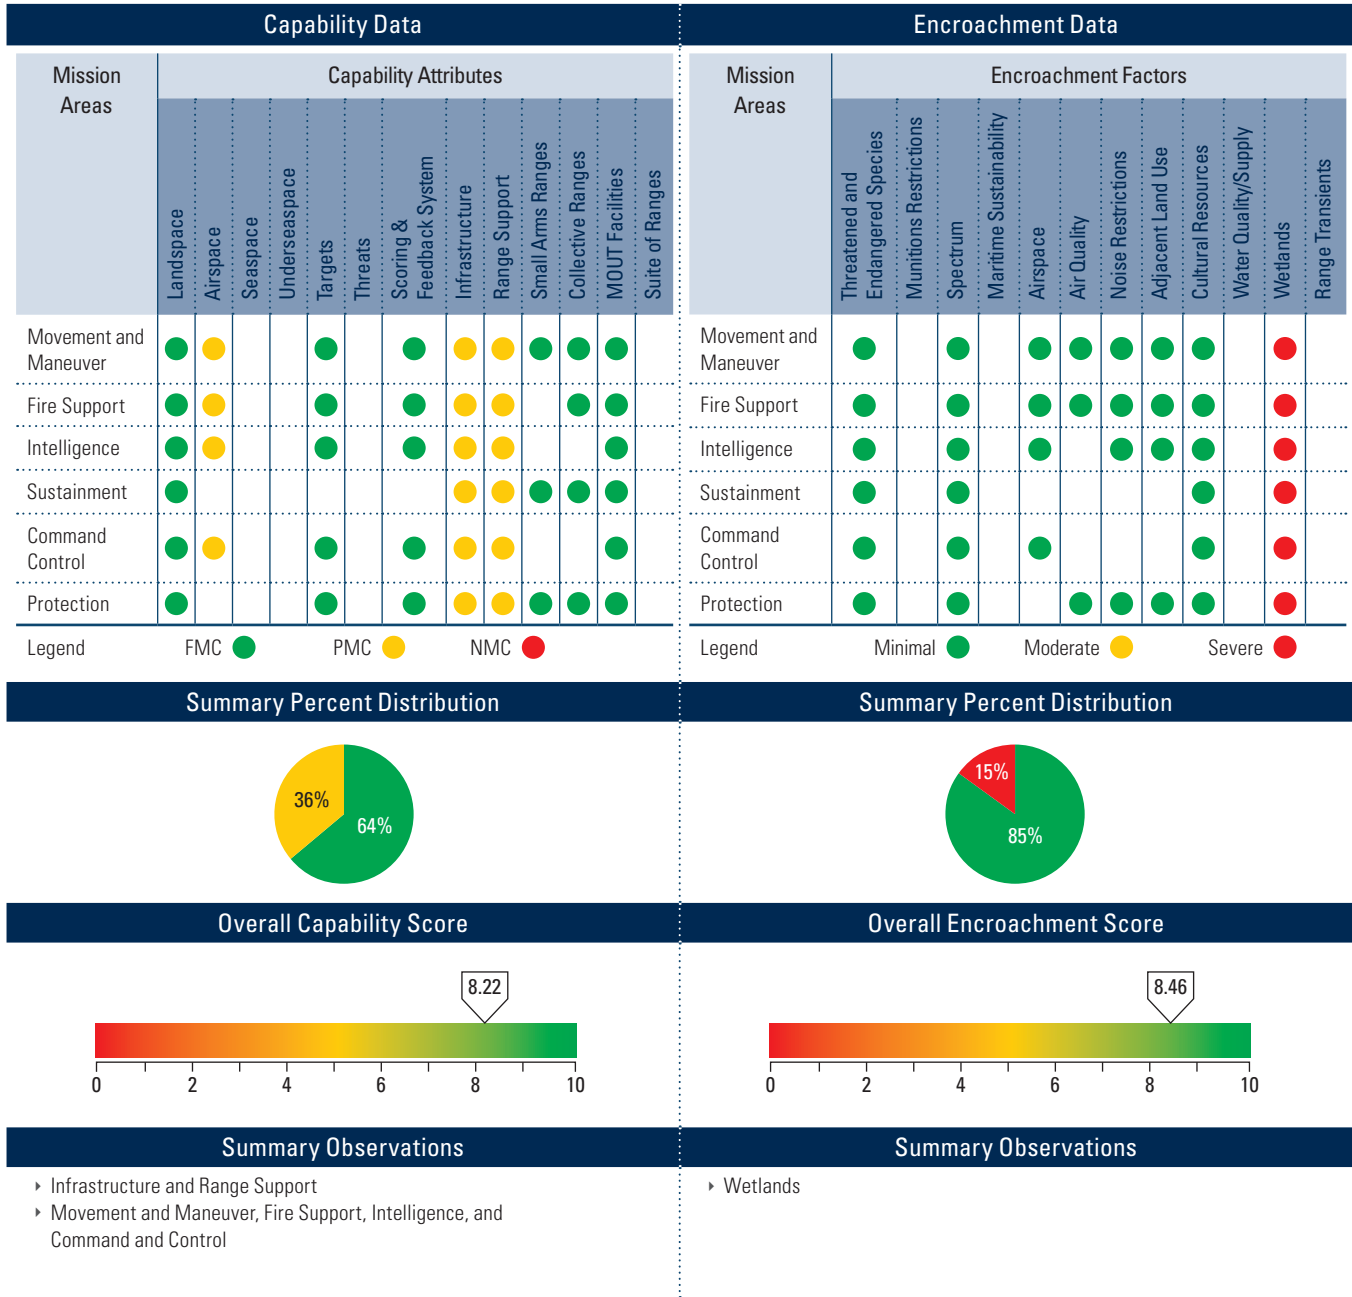 Capability Data
Mission
Areas
Capability Attributes
Landspace
Airspace
Seaspace
Underseaspace
Targets
Threats
Scoring &
Feedback System
Infrastructure
Range Support
Small Arms Ranges
Collective Ranges
MOUT Facilities
Suite of Ranges
Movement and
Maneuver
Fire Support
Intelligence
Sustainment
Command
Control
Protection
Legend
FMC
PMC
NMC
Summary Percent Distribution
36%
64%
Overall Capability Score
8.22
0 2 4 6 8 10
Summary Observations
‣ Infrastructure and Range Support
‣ Movement and Maneuver, Fire Support, Intelligence, and
Command and Control
Encroachment Data
Mission
Areas
Encroachment Factors
Threatened and
Endangered Species
Munitions Restrictions
Spectrum
Maritime Sustainability
Airspace
Air Quality
Noise Restrictions
Adjacent Land Use
Cultural Resources
Water Quality/Supply
Wetlands
Range Transients
Movement and
Maneuver
Fire Support
Intelligence
Sustainment
Command
Control
Protection
Legend
Minimal
Moderate
Severe
Summary Percent Distribution
15%
85%
Overall Encroachment Score
8.46
0 2 4 6 8 10
Summary Observations
‣ Wetlands